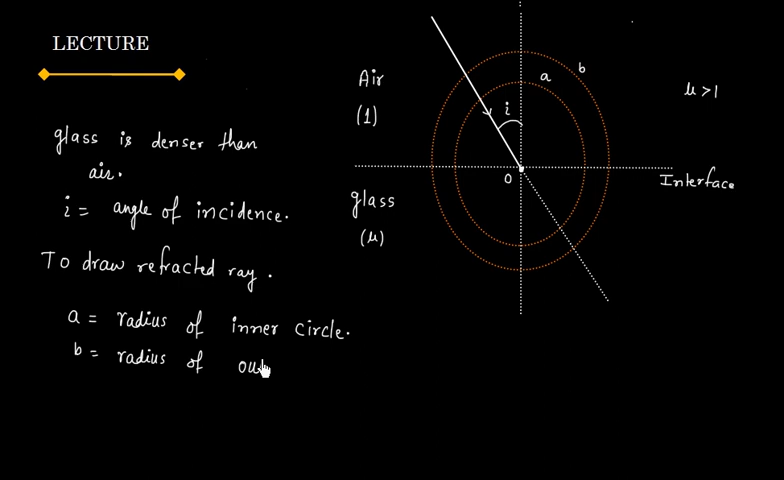 LECTURE
glass is denser than
air.
i = angle of incidence.
To draw refracted ray.
a = radius of inner circle.
b = radius of ou
Air
(1)
glass
(μ)
a
b
i
O
μ > 1
Interface